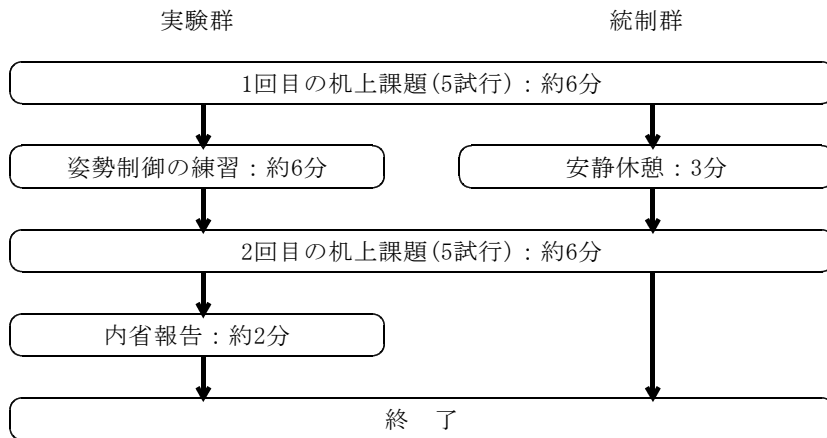 実験群
統制群
1回目の机上課題(5試行):約6分
姿勢制御の練習:約6分
安静休憩:3分
2回目の机上課題(5試行):約6分
内省報告:約2分
終 了